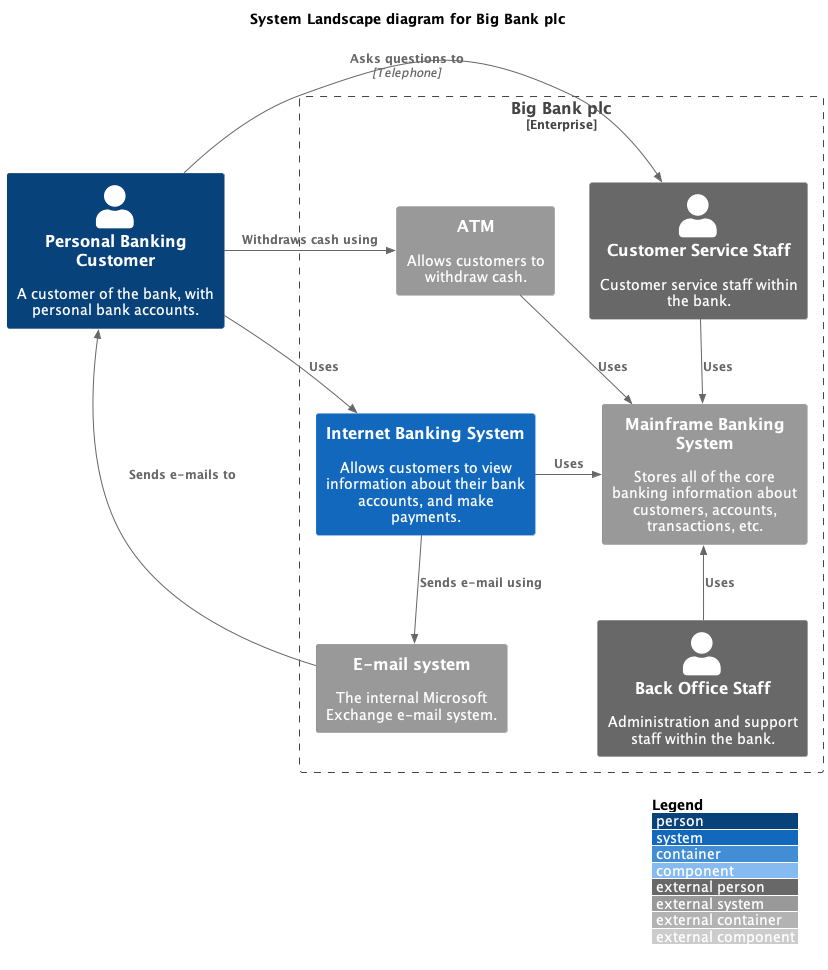 System Landscape diagram for Big Bank plc
Asks questions to
[Telephone]
Big Bank plc
[Enterprise]
Personal Banking
Customer
A customer of the bank, with
personal bank accounts.
Withdraws cash using
ATM
Allows customers to
withdraw cash.
Customer Service Staff
Customer service staff within
the bank.
Uses
Uses
Uses
Internet Banking System
Allows customers to view
information about their bank
accounts, and make
payments.
Uses
Mainframe Banking
System
Stores all of the core
banking information about
customers, accounts,
transactions, etc.
Sends e-mails to
Sends e-mail using
Uses
E-mail system
The internal Microsoft
Exchange e-mail system.
Back Office Staff
Administration and support
staff within the bank.
Legend
person
system
container
component
external person
external system
external container
external component